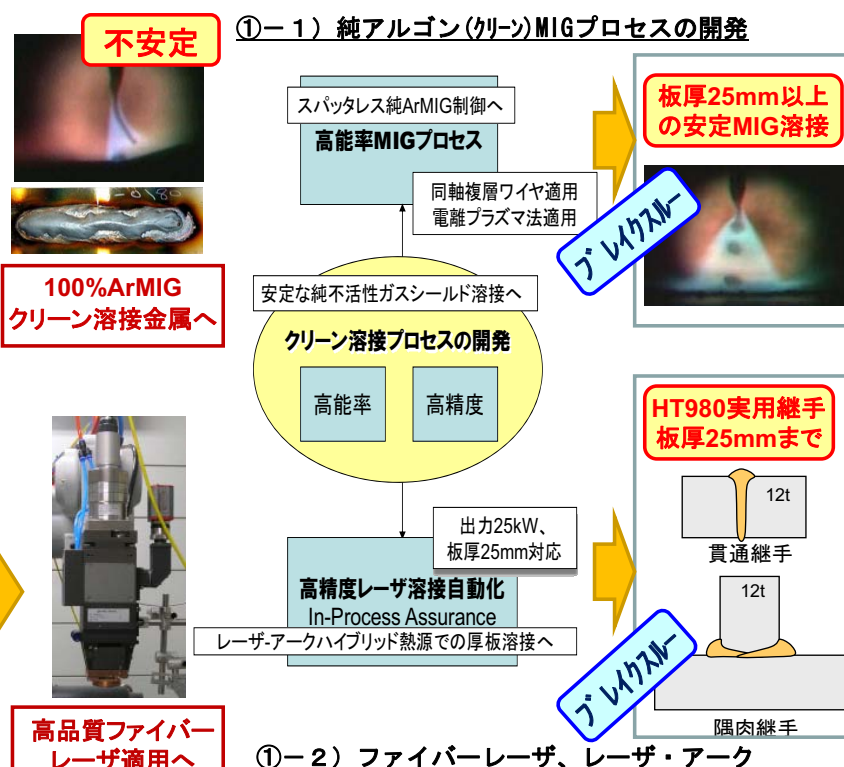 ①－１）純アルゴン(ｸﾘｰﾝ)MIGプロセスの開発
不安定
100%ArMIG
クリーン溶接金属へ
スパッタレス純ArMIG制御へ
高能率MIGプロセス
同軸複層ワイヤ適用
電離プラズマ法適用
板厚25mm以上
の安定MIG溶接
ﾌﾞﾚｲｸｽﾙｰ
安定な純不活性ガスシールド溶接へ
クリーン溶接プロセスの開発
高能率
高精度
出力25kW、
板厚25mm対応
高精度レーザ溶接自動化
In-Process Assurance
レーザ-アークハイブリッド熱源での厚板溶接へ
HT980実用継手
板厚25mmまで
12t
貫通継手
12t
ﾌﾞﾚｲｸｽﾙｰ
隅肉継手
高品質ファイバー
レーザ適用へ
①－２）ファイバーレーザ、レーザ・アーク